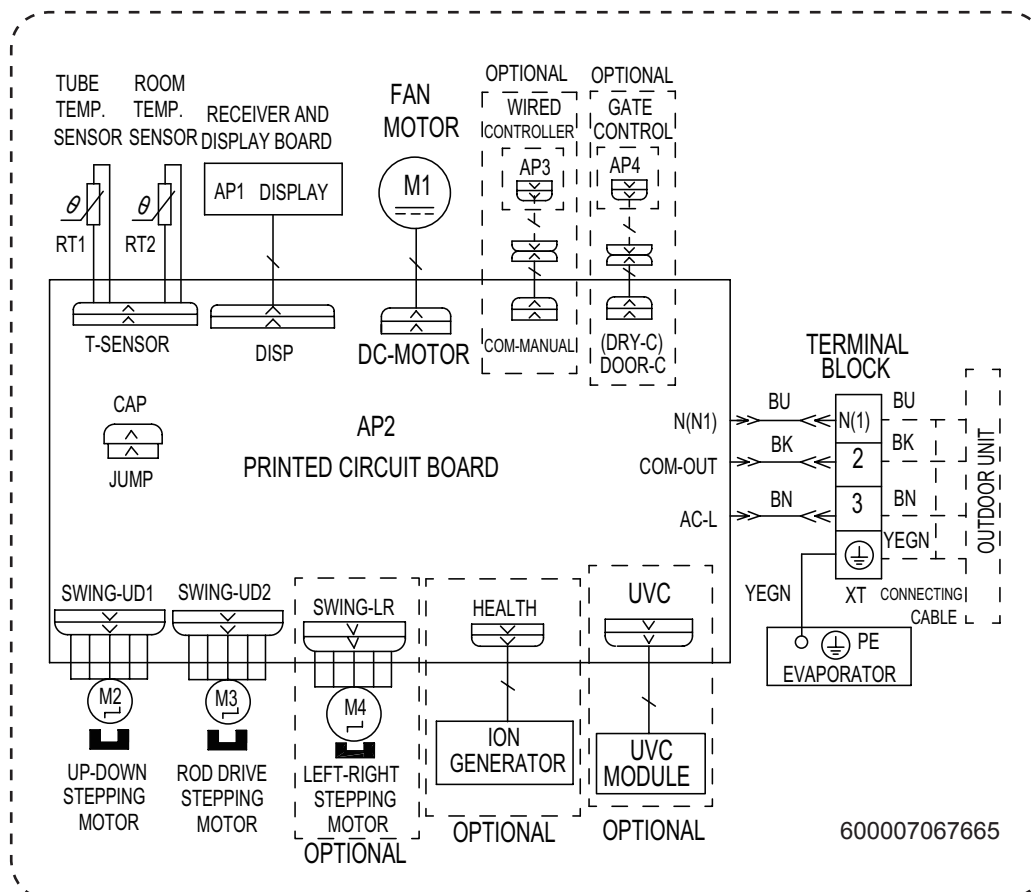 TUBE
TEMP.
SENSOR
ROOM
TEMP.
SENSOR
RECEIVER AND
DISPLAY BOARD
AP1 DISPLAY
FAN
MOTOR
M1
OPTIONAL
WIRED
CONTROLLER
AP3
OPTIONAL
GATE
CONTROL
AP4
θ
RT1
θ
RT2
T-SENSOR
DISP
DC-MOTOR
COM-MANUAL
(DRY-C)
DOOR-C
CAP
JUMP
AP2
PRINTED CIRCUIT BOARD
N(N1)
COM-OUT
AC-L
BU
BK
BN
TERMINAL
BLOCK
N(1)
2
3
XT
BU
BK
BN
YEGN
CONNECTING
CABLE
OUTDOOR UNIT
YEGN
PE
EVAPORATOR
SWING-UD1
M2
UP-DOWN
STEPPING
MOTOR
SWING-UD2
M3
ROD DRIVE
STEPPING
MOTOR
SWING-LR
M4
LEFT-RIGHT
STEPPING
MOTOR
OPTIONAL
HEALTH
ION
GENERATOR
OPTIONAL
UVC
UVC
MODULE
OPTIONAL
600007067665